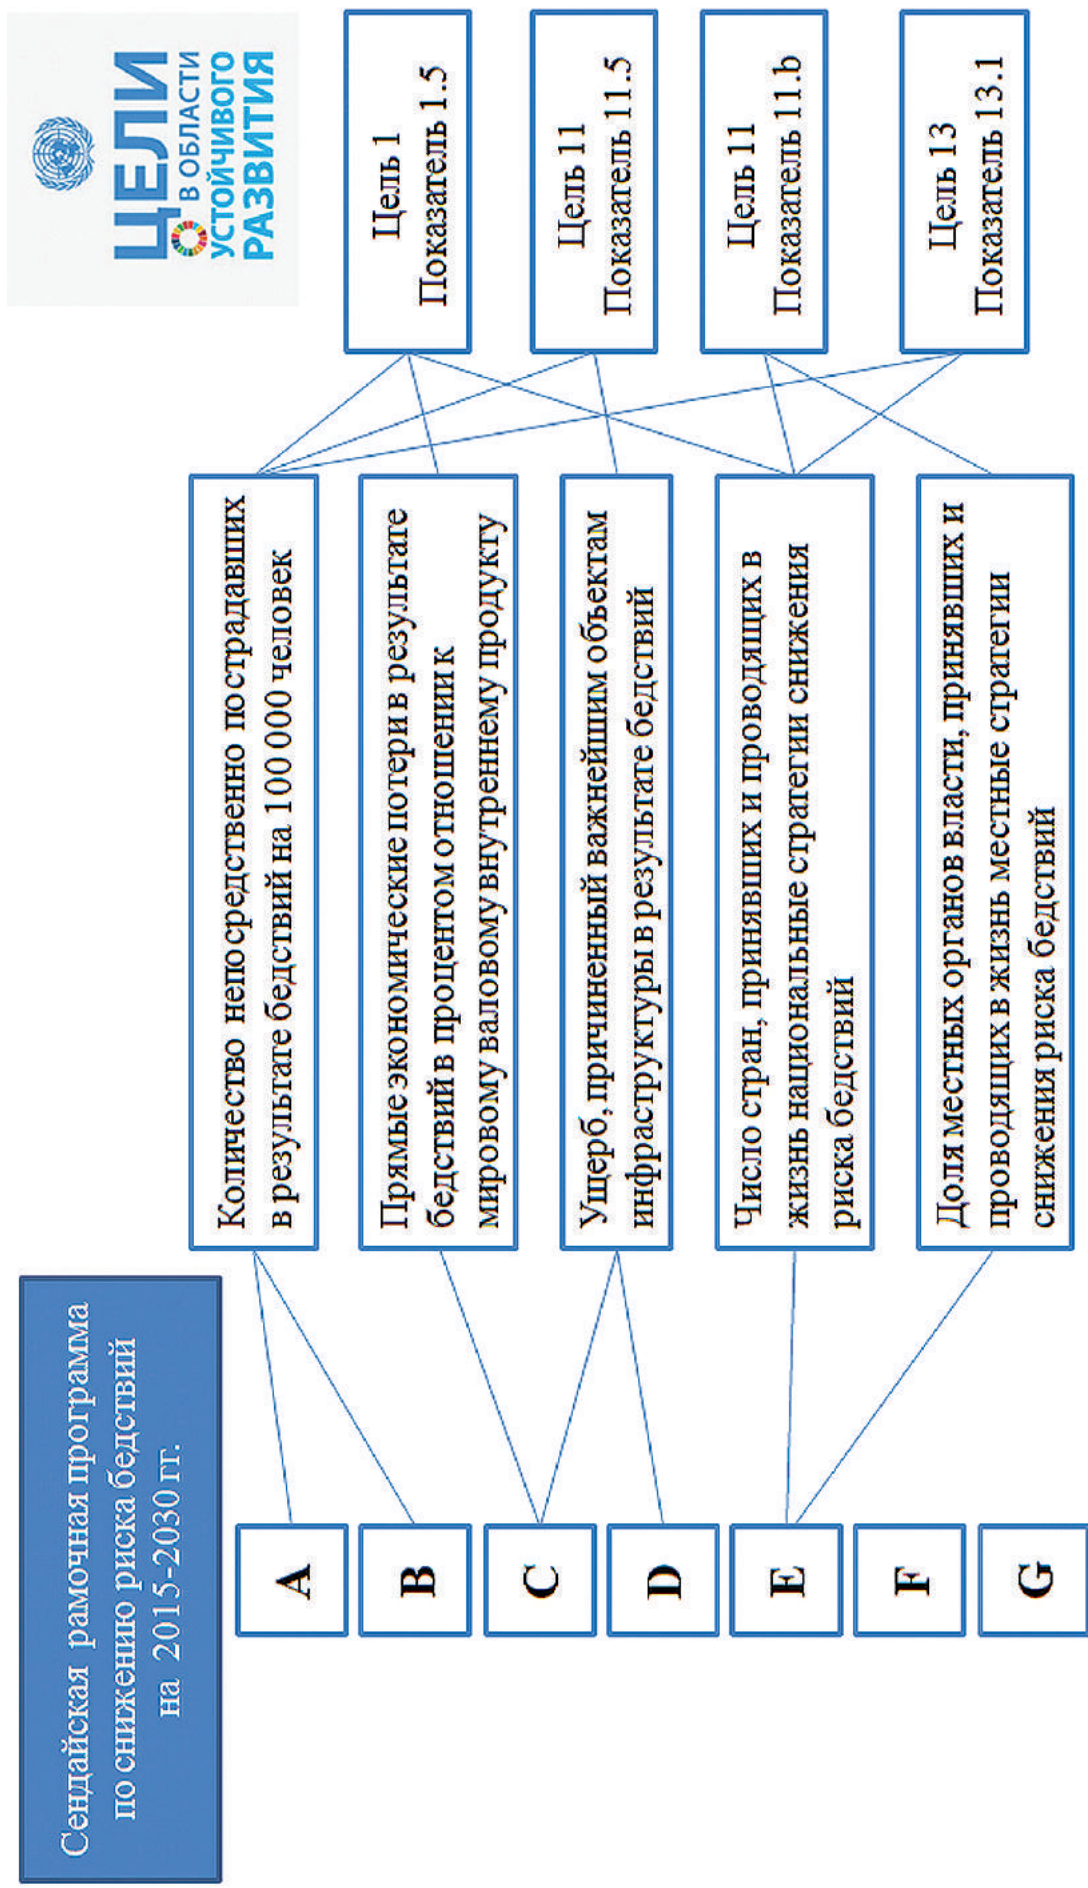 Сендайская рамочная программа
по снижению риска бедствий
на 2015-2030 гг.
ЦЕЛИ
В ОБЛАСТИ
УСТОЙЧИВОГО
РАЗВИТИЯ
A
B
C
D
E
F
G
Количество непосредственно пострадавших
в результате бедствий на 100 000 человек
Прямые экономические потери в результате
бедствий в процентом отношении к
мировому валовому внутреннему продукту
Ущерб, причиненный важнейшим объектам
инфраструктуры в результате бедствий
Число стран, принявших и проводящих в
жизнь национальные стратегии снижения
риска бедствий
Доля местных органов власти, принявших и
проводящих в жизнь местные стратегии
снижения риска бедствий
Цель 1
Показатель 1.5
Цель 11
Показатель 11.5
Цель 11
Показатель 11.b
Цель 13
Показатель 13.1